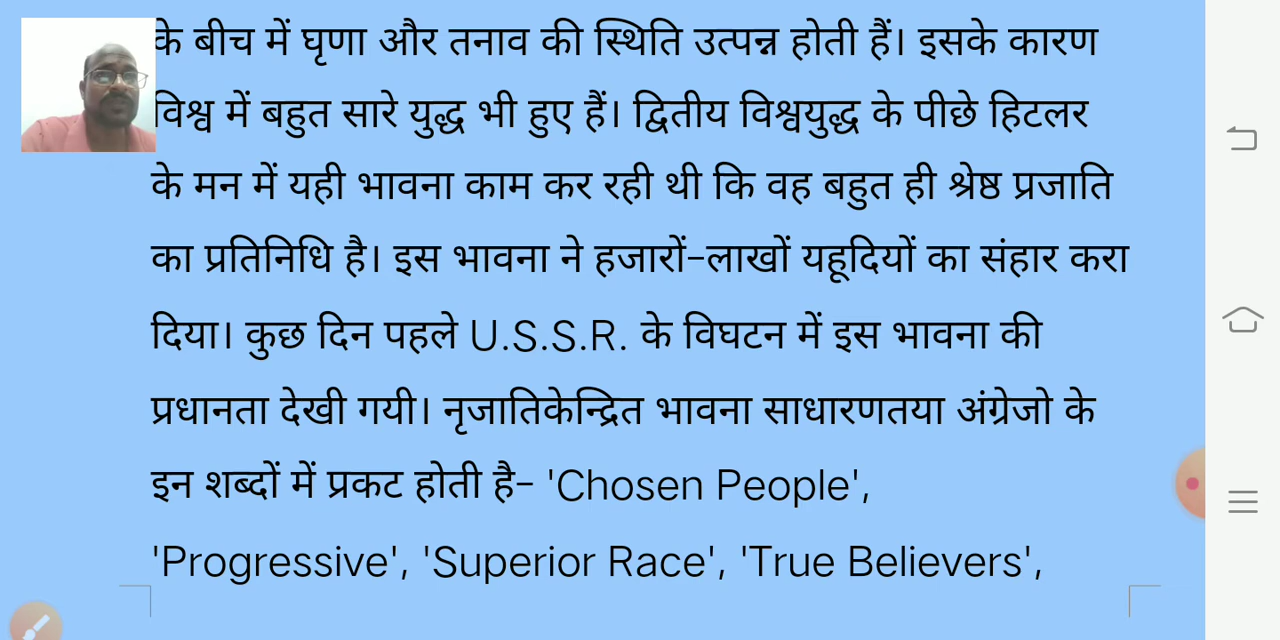 के बीच में घृणा और तनाव की स्थिति उत्पन्न होती हैं। इसके कारण
विश्व में बहुत सारे युद्ध भी हुए हैं। द्वितीय विश्वयुद्ध के पीछे हिटलर
के मन में यही भावना काम कर रही थी कि वह बहुत ही श्रेष्ठ प्रजाति
का प्रतिनिधि है। इस भावना ने हजारों-लाखों यहूदियों का संहार करा
दिया। कुछ दिन पहले U.S.S.R. के विघटन में इस भावना की
प्रधानता देखी गयी। नृजातिकेन्द्रित भावना साधारणतया अंग्रेजो के
इन शब्दों में प्रकट होती है- 'Chosen People',
'Progressive', 'Superior Race', 'True Believers',